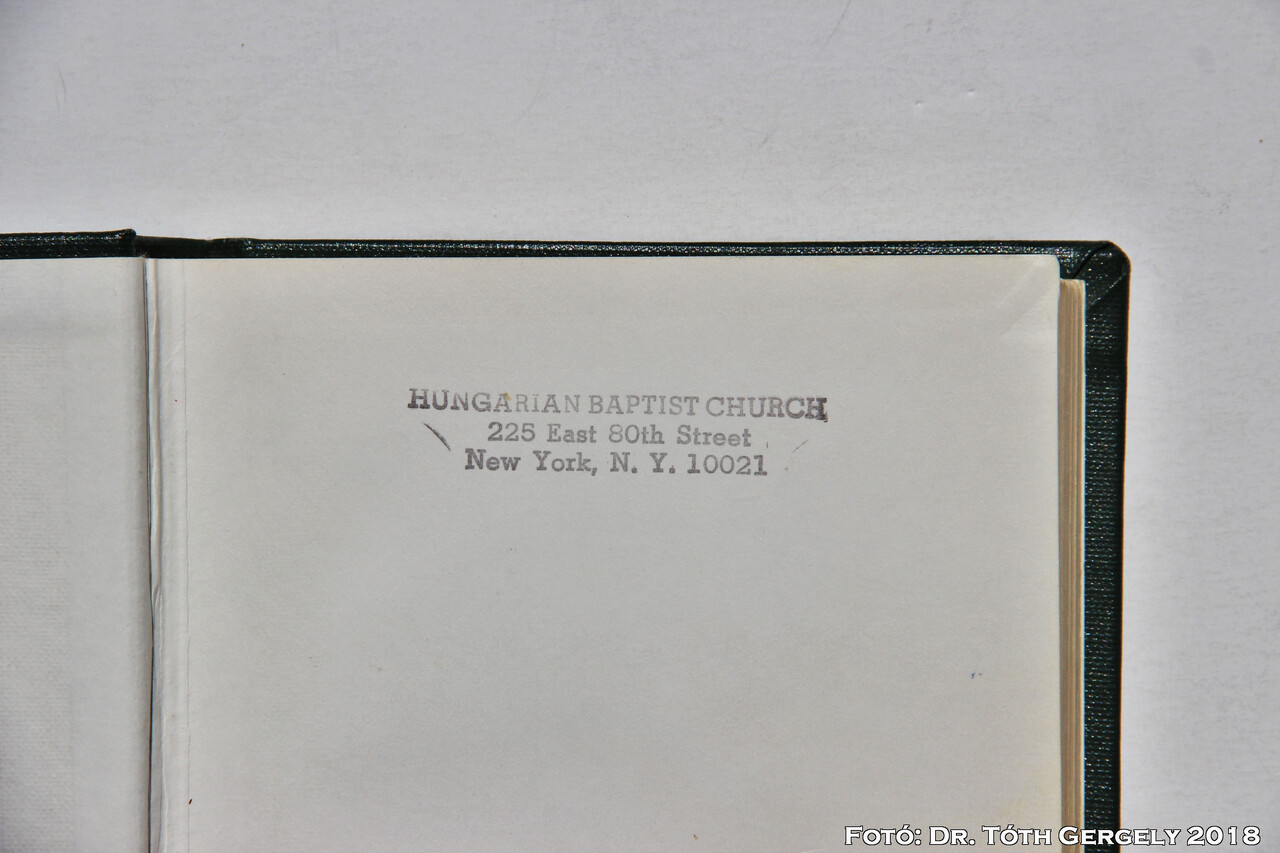 HUNGARIAN BAPTIST CHURCH
225 East 80th Street
New York, N. Y. 10021
Fotó: Dr. Tóth Gergely 2018